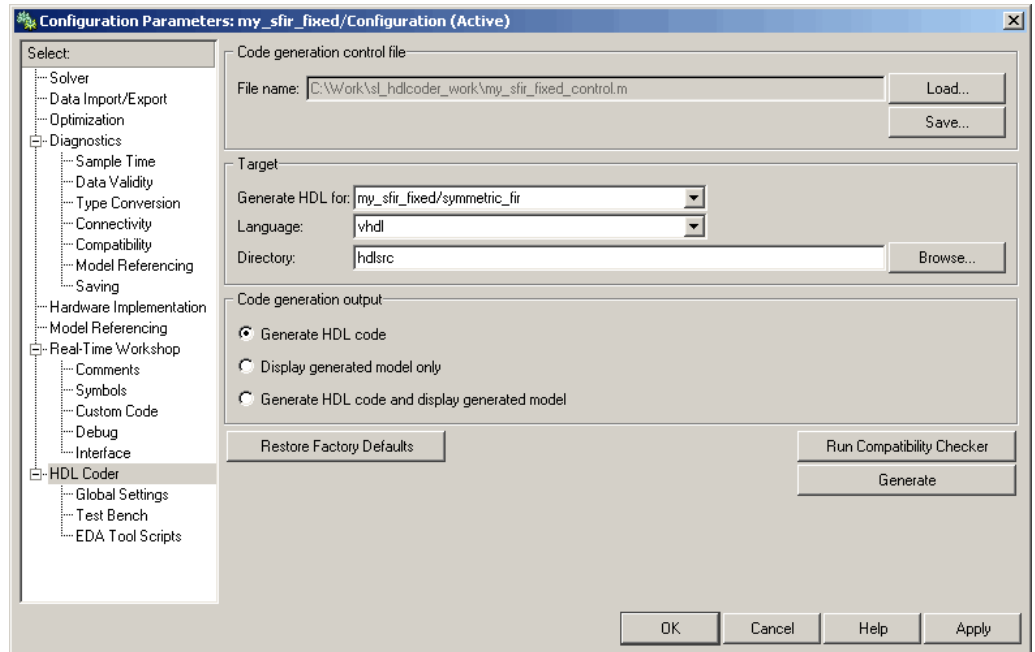 Configuration Parameters: my_sfir_fixed/Configuration (Active)
Select:
Solver
Data Import/Export
Optimization
Diagnostics
Sample Time
Data Validity
Type Conversion
Connectivity
Compatibility
Model Referencing
Saving
Hardware Implementation
Model Referencing
Real-Time Workshop
Comments
Symbols
Custom Code
Debug
Interface
HDL Coder
Global Settings
Test Bench
EDA Tool Scripts
Code generation control file
File name: C:\Work\sl_hdlcoder_work\my_sfir_fixed_control.m
Load...
Save...
Target
Generate HDL for: my_sfir_fixed/symmetric_fir
Language: vhdl
Directory: hdlsrc
Browse...
Code generation output
Generate HDL code
Display generated model only
Generate HDL code and display generated model
Restore Factory Defaults
Run Compatibility Checker
Generate
OK
Cancel
Help
Apply